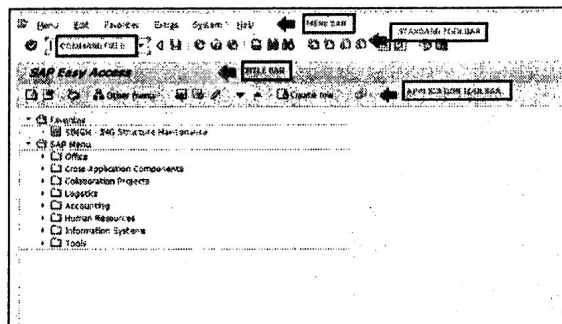 Menu Edit Favorites Extras System Help MENU BAR
COMMAND FIELD STANDARD TOOLBAR
SAP Easy Access TITLE BAR
Other menu Create role APPLICATION TOOLBAR
Favorites
IMG Structure Maintenance
SAP Menu
Office
Cross-Application Components
Collaboration Projects
Logistics
Accounting
Human Resources
Information Systems
Tools